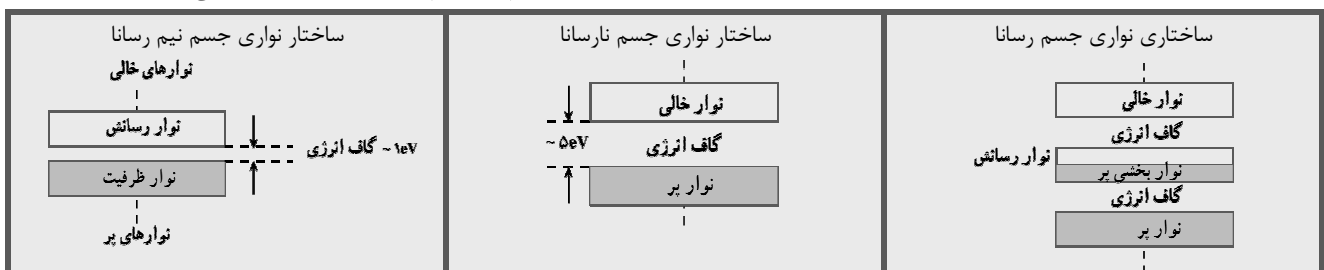 ساختاری نواری جسم رسانا
نوار خالی
گاف انرژی
نوار رسانش
نوار بخشی پر
گاف انرژی
نوار پر
ساختار نواری جسم نارسانا
نوار خالی
~ ۵eV
گاف انرژی
نوار پر
ساختار نواری جسم نیم رسانا
نوارهای خالی
نوار رسانش
~ ۱eV گاف انرژی
نوار ظرفیت
نوارهای پر